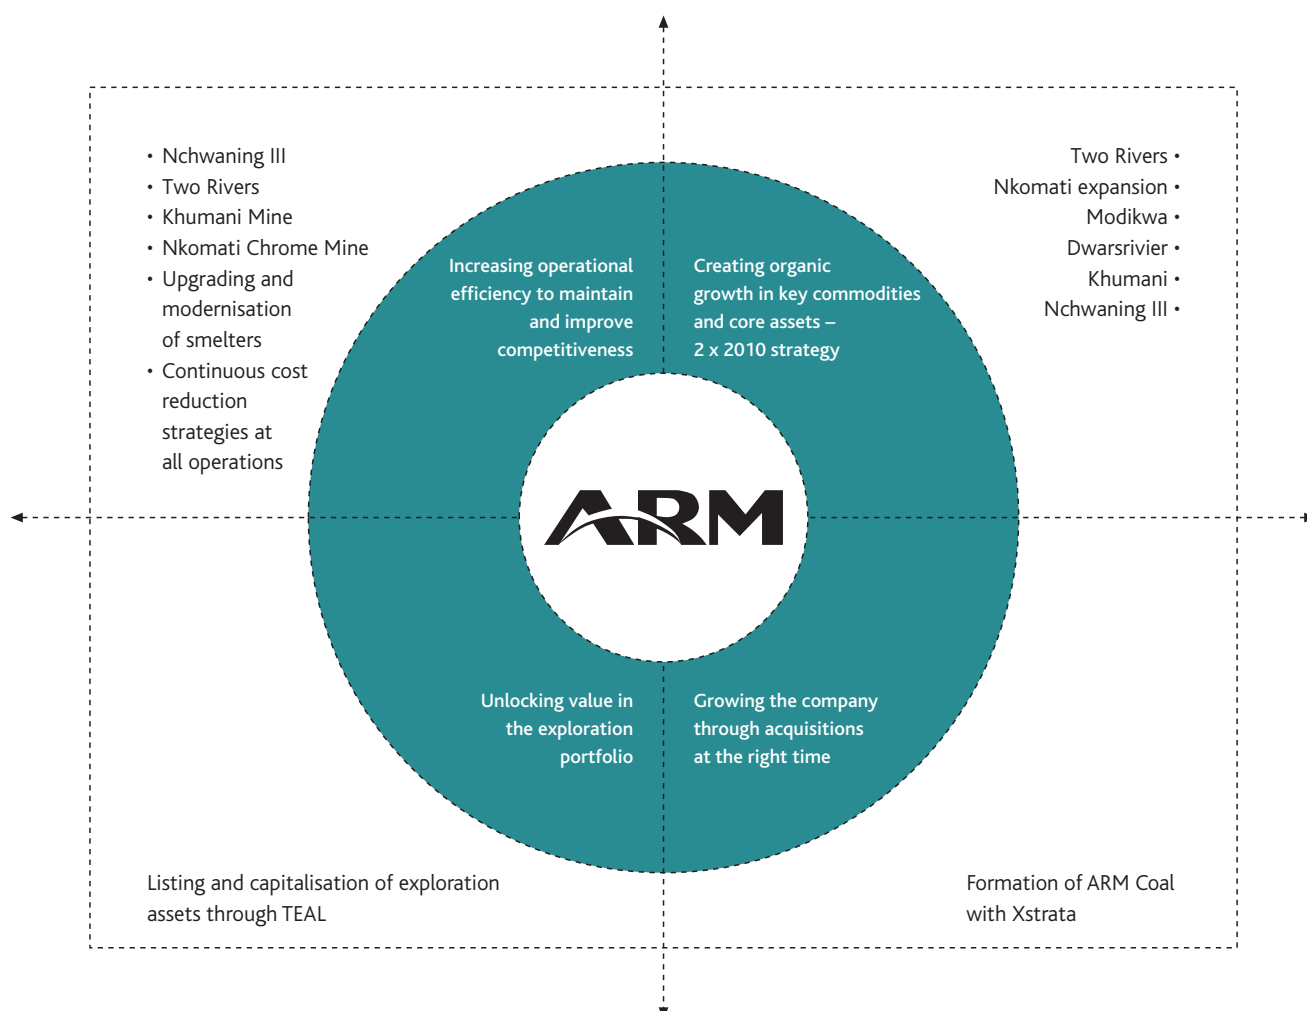 • Nchwaning III
• Two Rivers
• Khumani Mine
• Nkomati Chrome Mine
• Upgrading and
modernisation
of smelters
• Continuous cost
reduction
strategies at
all operations
Increasing operational
efficiency to maintain
and improve
competitiveness
Creating organic
growth in key commodities
and core assets –
2 x 2010 strategy
Two Rivers •
Nkomati expansion •
Modikwa •
Dwarsrivier •
Khumani •
Nchwaning III •
ARM
Unlocking value in
the exploration
portfolio
Growing the company
through acquisitions
at the right time
Listing and capitalisation of exploration
assets through TEAL
Formation of ARM Coal
with Xstrata